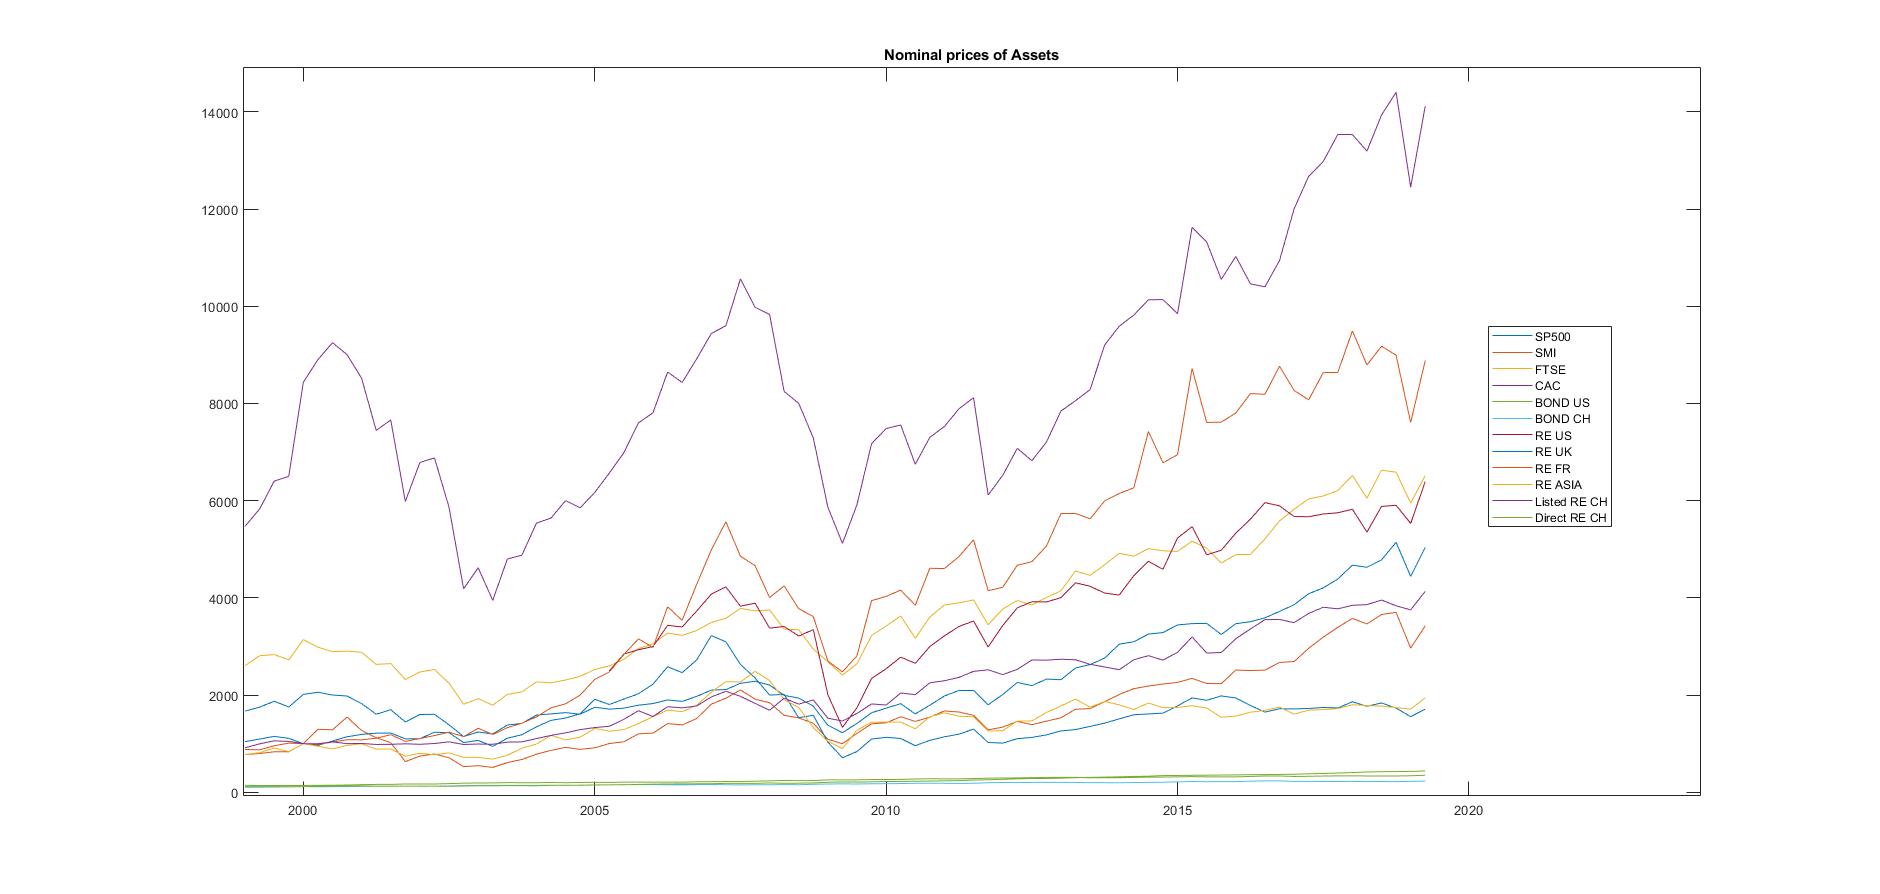 Nominal prices of Assets
14000
12000
10000
8000
6000
4000
2000
0
2000
2005
2010
2015
2020
SP500
SMI
FTSE
CAC
BOND US
BOND CH
RE US
RE UK
RE FR
RE ASIA
Listed RE CH
Direct RE CH